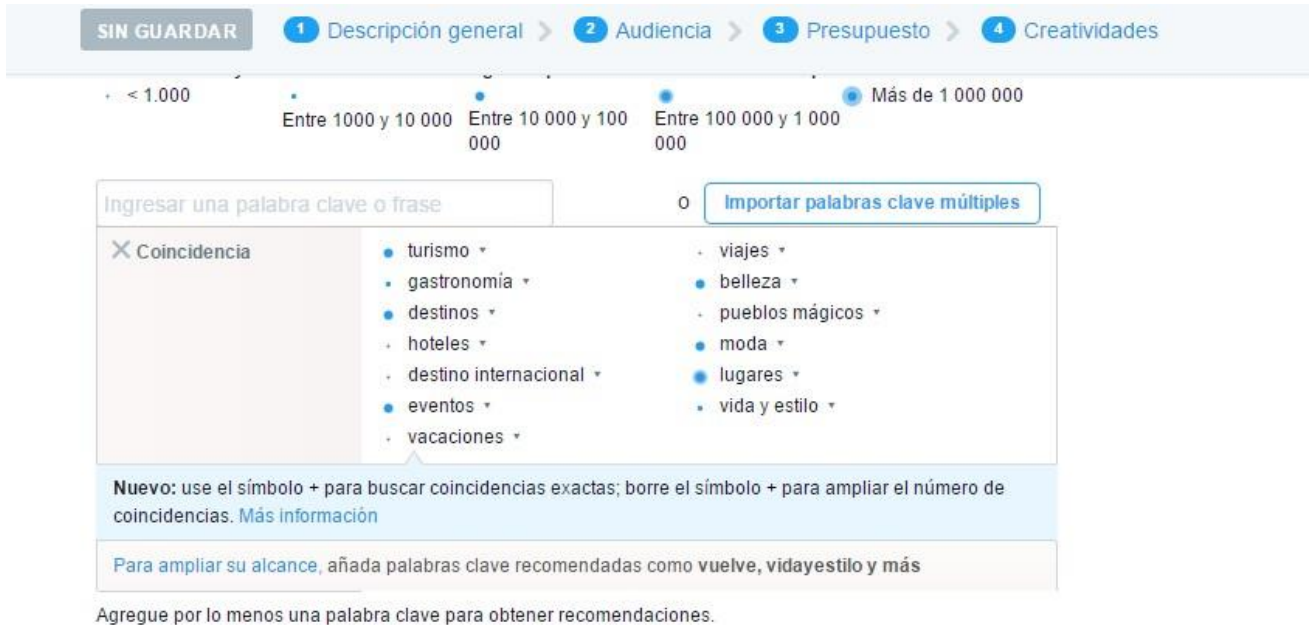 SIN GUARDAR 1 Descripción general > 2 Audiencia > 3 Presupuesto > 4 Creatividades
< 1.000
Más de 1 000 000
Entre 1000 y 10 000 Entre 10 000 y 100 000 Entre 100 000 y 1 000 000
Ingresar una palabra clave o frase O Importar palabras clave múltiples
Coincidencia
turismo
gastronomía
destinos
hoteles
destino internacional
eventos
vacaciones
viajes
belleza
pueblos mágicos
moda
lugares
vida y estilo
Nuevo: use el símbolo + para buscar coincidencias exactas; borre el símbolo + para ampliar el número de
coincidencias. Más información
Para ampliar su alcance, añada palabras clave recomendadas como vuelve, vidayestilo y más
Agregue por lo menos una palabra clave para obtener recomendaciones.